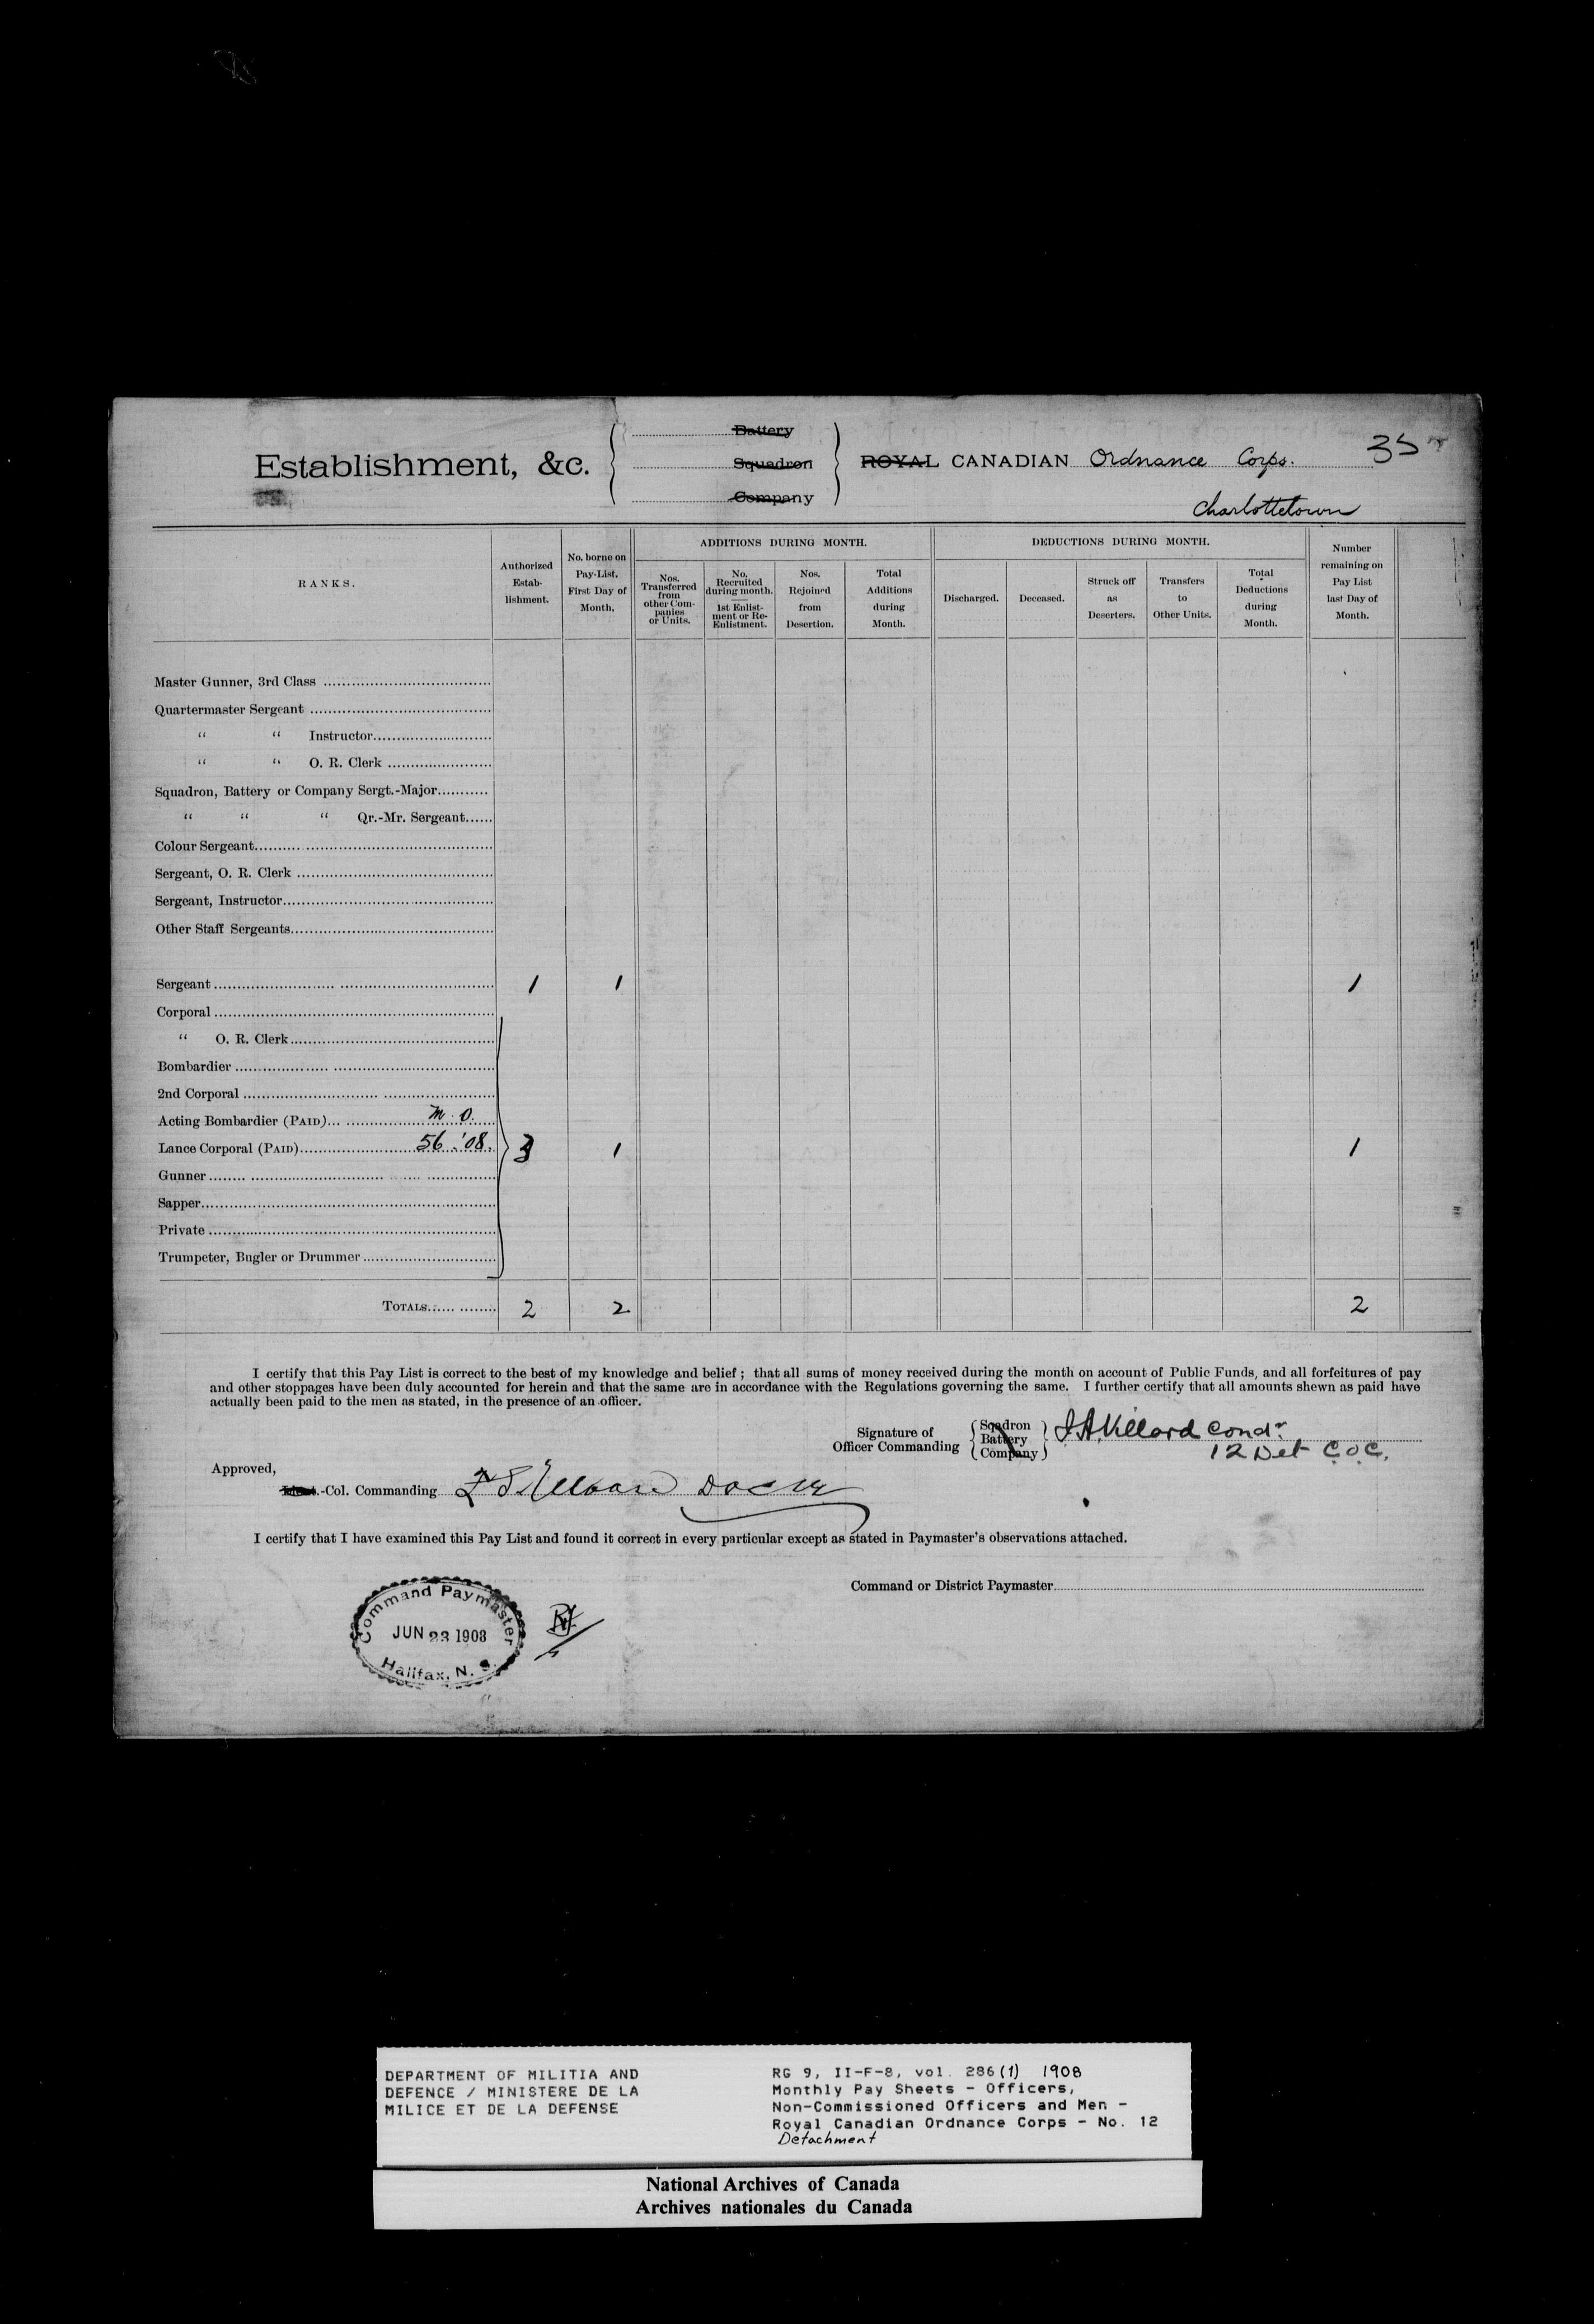 Establishment, &c.
Battery
Squadron
Company
ROYAL CANADIAN Ordnance Corps. 35
Charlottetown
RANKS.
Authorized Estab-lishment.
No. borne on Pay-List, First Day of Month.
ADDITIONS DURING MONTH.
Nos. Transferred from other Com-panies or Units.
No. Recruited during month. 1st Enlist-ment or Re-Enlistment.
Nos. Rejoined from Desertion.
Total Additions during Month.
DEDUCTIONS DURING MONTH.
Discharged.
Deceased.
Struck off as Deserters.
Transfers to Other Units.
Total Deductions during Month.
Number remaining on Pay List last Day of Month.
Master Gunner, 3rd Class
Quartermaster Sergeant
“ “ Instructor
“ “ O. R. Clerk
Squadron, Battery or Company Sergt.-Major
“ “ “ Qr.-Mr. Sergeant
Colour Sergeant
Sergeant, O. R. Clerk
Sergeant, Instructor
Other Staff Sergeants
Sergeant 1 1 1
Corporal
“ O. R. Clerk
Bombardier
2nd Corporal
Acting Bombardier (PAID) M. O.
Lance Corporal (PAID) 56 '08. 1 1
Gunner
Sapper
Private
Trumpeter, Bugler or Drummer
TOTALS 2 2 2
I certify that this Pay List is correct to the best of my knowledge and belief ; that all sums of money received during the month on account of Public Funds, and all forfeitures of pay
and other stoppages have been duly accounted for herein and that the same are in accordance with the Regulations governing the same. I further certify that all amounts shewn as paid have
actually been paid to the men as stated, in the presence of an officer.
Signature of Officer Commanding
Sqadron
Battery
Company
Cond.
12 Det C.O.C.
Approved,
-Col. Commanding
I certify that I have examined this Pay List and found it correct in every particular except as stated in Paymaster's observations attached.
Command or District Paymaster
Command Paymaster
JUN 23 1908
Halifax, N. S.
DEPARTMENT OF MILITIA AND
DEFENCE / MINISTERE DE LA
MILICE ET DE LA DEFENSE
RG 9, II-F-8, vol. 286(1) 1908
Monthly Pay Sheets - Officers,
Non-Commissioned Officers and Men -
Royal Canadian Ordnance Corps - No. 12
Detachment
National Archives of Canada
Archives nationales du Canada